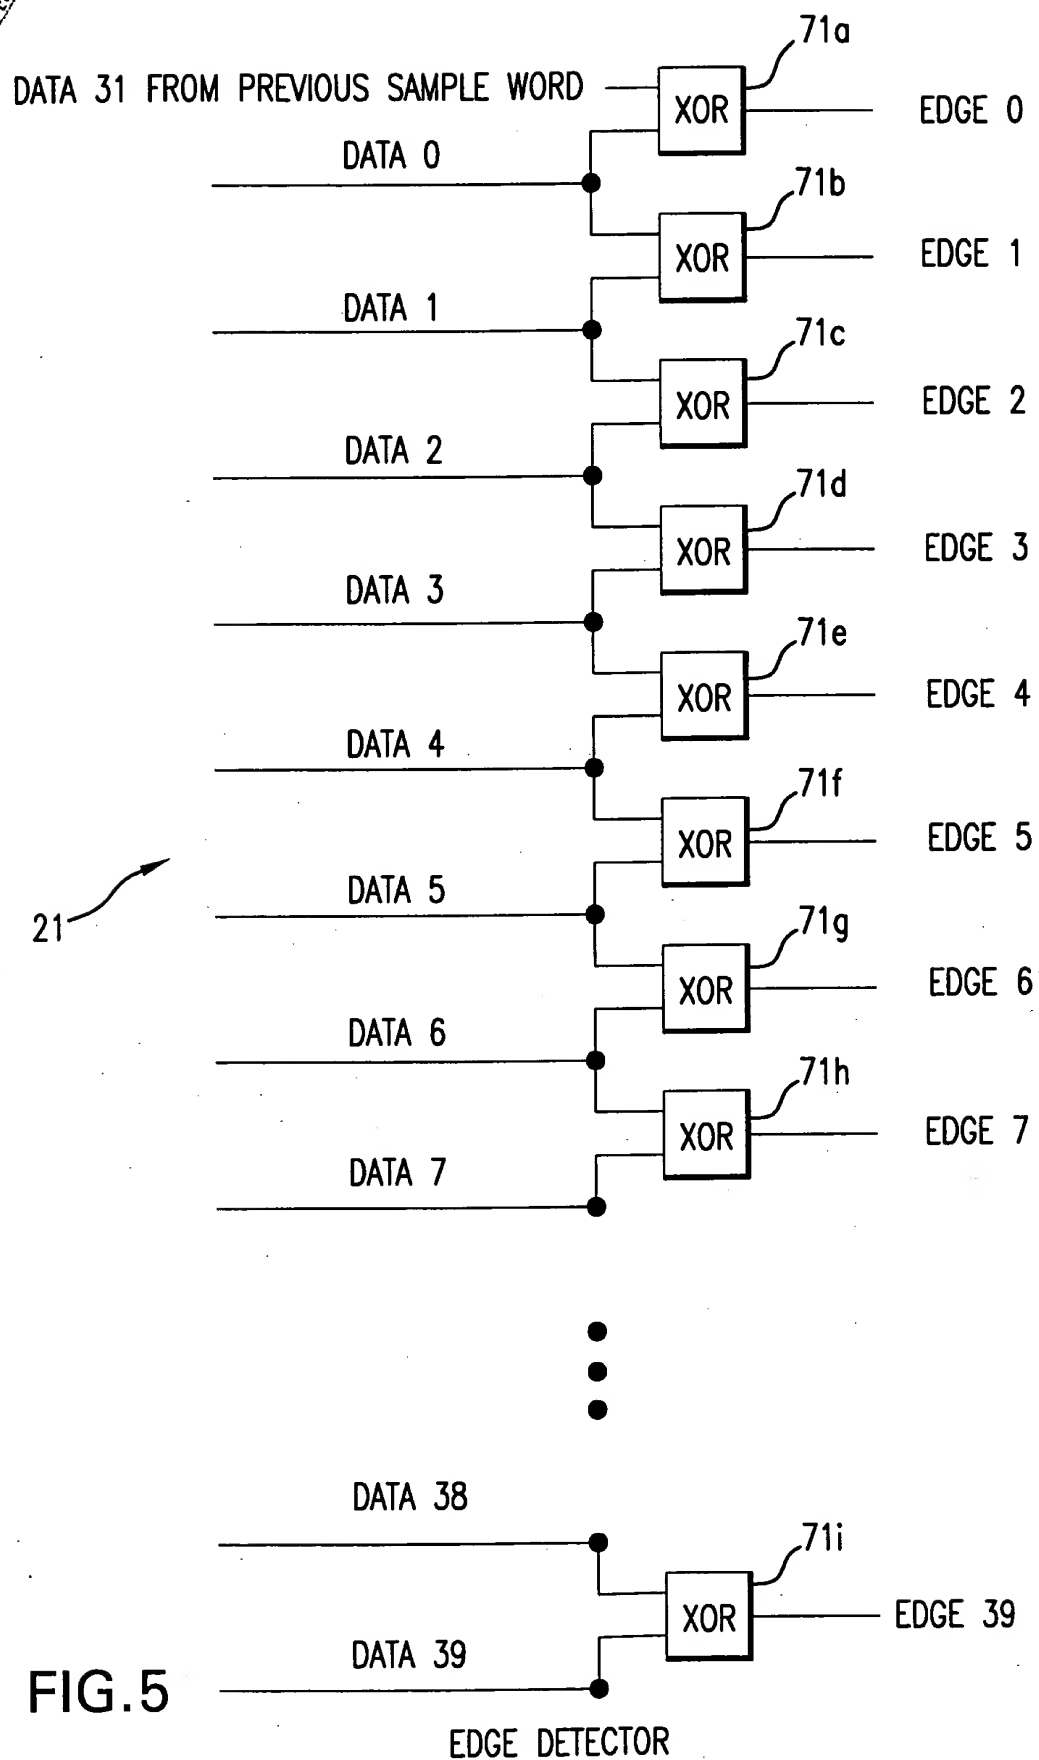 71a
DATA 31 FROM PREVIOUS SAMPLE WORD
XOR
EDGE 0
DATA 0
71b
XOR
EDGE 1
DATA 1
71c
XOR
EDGE 2
DATA 2
71d
XOR
EDGE 3
DATA 3
71e
XOR
EDGE 4
DATA 4
71f
XOR
EDGE 5
DATA 5
21
71g
XOR
EDGE 6
DATA 6
71h
XOR
EDGE 7
DATA 7
DATA 38
71i
XOR
EDGE 39
DATA 39
FIG.5
EDGE DETECTOR